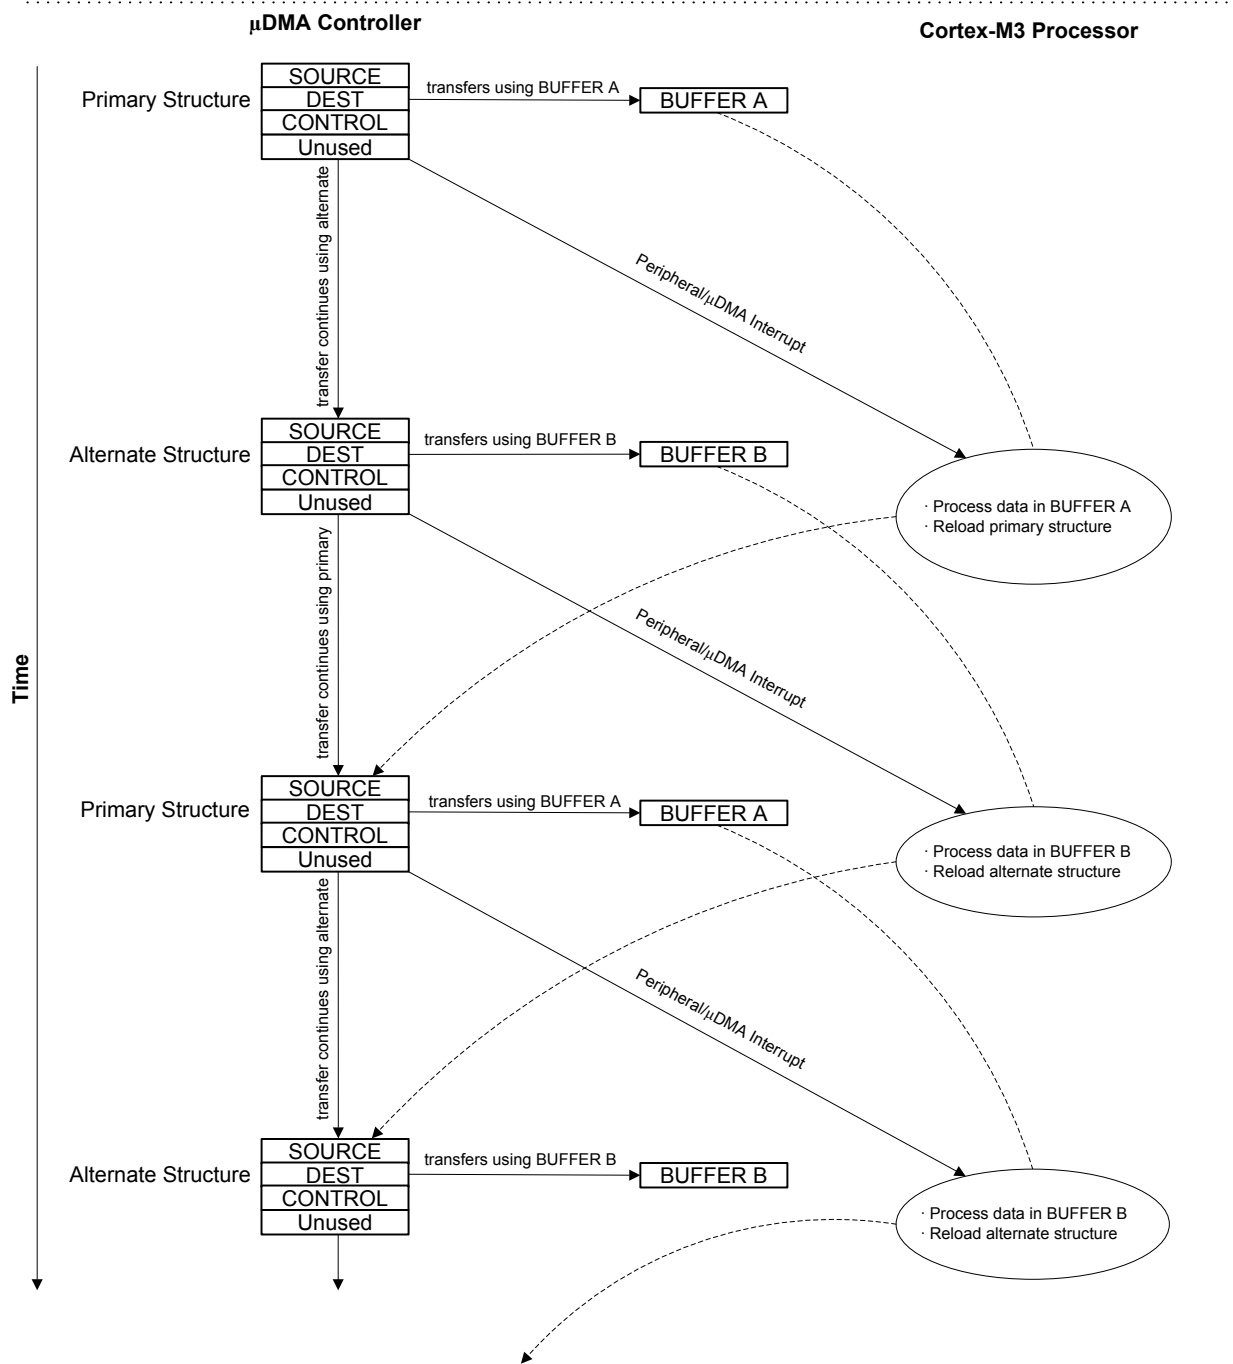 μDMA Controller
Cortex-M3 Processor
Primary Structure
SOURCE
DEST
CONTROL
Unused
transfers using BUFFER A
BUFFER A
transfer continues using alternate
Peripheral/μDMA Interrupt
Alternate Structure
SOURCE
DEST
CONTROL
Unused
transfers using BUFFER B
BUFFER B
· Process data in BUFFER A
· Reload primary structure
transfer continues using primary
Peripheral/μDMA Interrupt
Time
Primary Structure
SOURCE
DEST
CONTROL
Unused
transfers using BUFFER A
BUFFER A
· Process data in BUFFER B
· Reload alternate structure
transfer continues using alternate
Peripheral/μDMA Interrupt
Alternate Structure
SOURCE
DEST
CONTROL
Unused
transfers using BUFFER B
BUFFER B
· Process data in BUFFER B
· Reload alternate structure